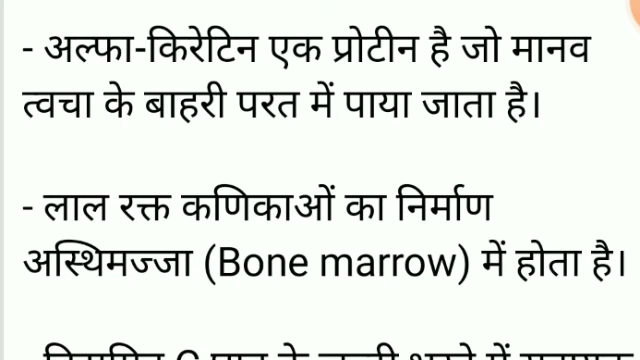 - अल्फा-किरेटिन एक प्रोटीन है जो मानव
त्वचा के बाहरी परत में पाया जाता है।
- लाल रक्त कणिकाओं का निर्माण
अस्थिमज्जा (Bone marrow) में होता है।